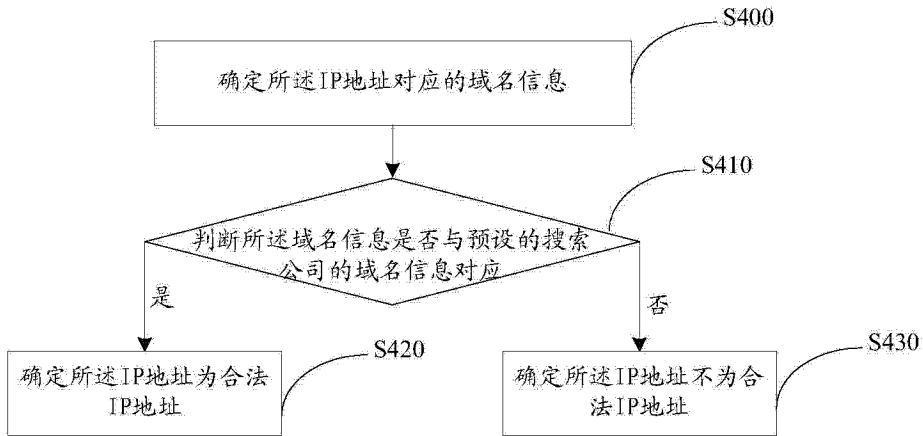 S400
确定所述IP地址对应的域名信息
S410
判断所述域名信息是否与预设的搜索
公司的域名信息对应
是
否
S420
S430
确定所述IP地址为合法
IP地址
确定所述IP地址不为合
法IP地址